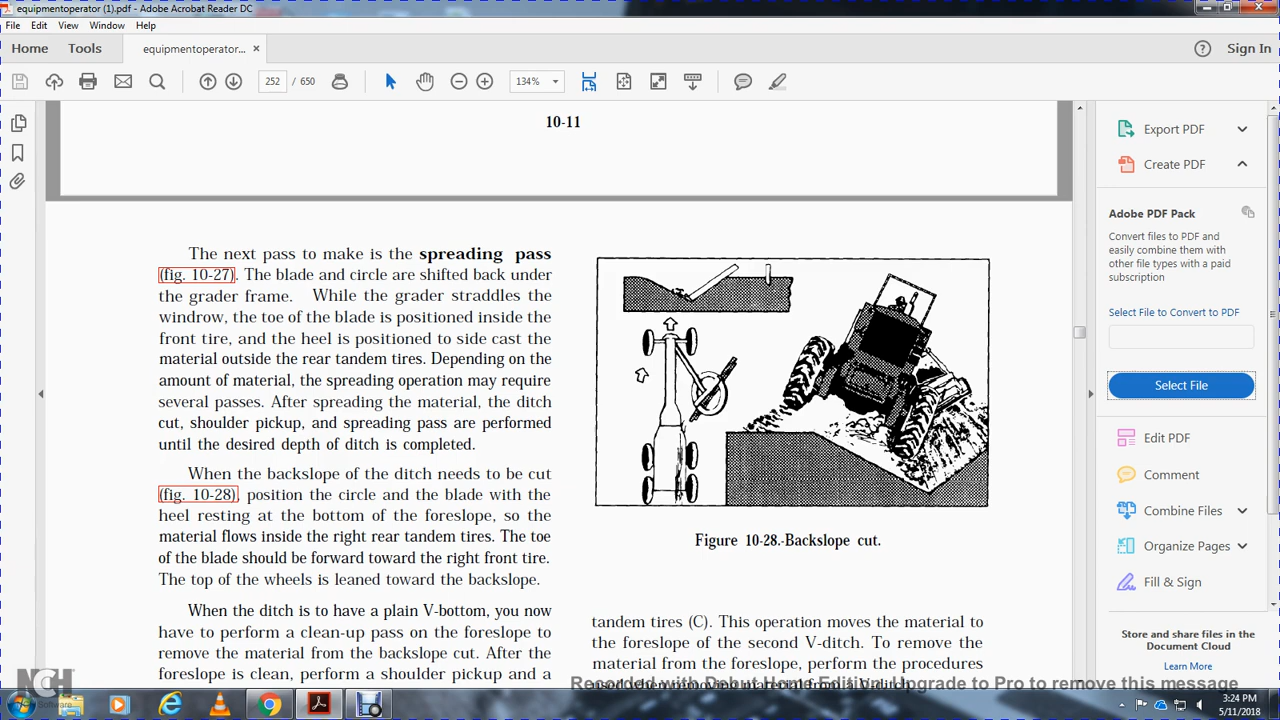 equipmentoperator (1).pdf - Adobe Acrobat Reader DC
File Edit View Window Help
Home Tools equipmentoperator... × Sign In
252 / 650 134%
10-11
The next pass to make is the spreading pass
(fig. 10-27). The blade and circle are shifted back under
the grader frame. While the grader straddles the
windrow, the toe of the blade is positioned inside the
front tire, and the heel is positioned to side cast the
material outside the rear tandem tires. Depending on the
amount of material, the spreading operation may require
several passes. After spreading the material, the ditch
cut, shoulder pickup, and spreading pass are performed
until the desired depth of ditch is completed.
When the backslope of the ditch needs to be cut
(fig. 10-28), position the circle and the blade with the
heel resting at the bottom of the foreslope, so the
material flows inside the right rear tandem tires. The toe
of the blade should be forward toward the right front tire.
The top of the wheels is leaned toward the backslope.
When the ditch is to have a plain V-bottom, you now
have to perform a clean-up pass on the foreslope to
remove the material from the backslope cut. After the
foreslope is clean, perform a shoulder pickup and a
Figure 10-28.-Backslope cut.
tandem tires (C). This operation moves the material to
the foreslope of the second V-ditch. To remove the
material from the foreslope, perform the procedures
Export PDF
Create PDF
Adobe PDF Pack
Convert files to PDF and
easily combine them with
other file types with a paid
subscription
Select File to Convert to PDF
Select File
Edit PDF
Comment
Combine Files
Organize Pages
Fill & Sign
Store and share files in the
Document Cloud
Learn More
NCH
Software
Recorded with Debut Home Edition. Upgrade to Pro to remove this message
3:24 PM
5/11/2018